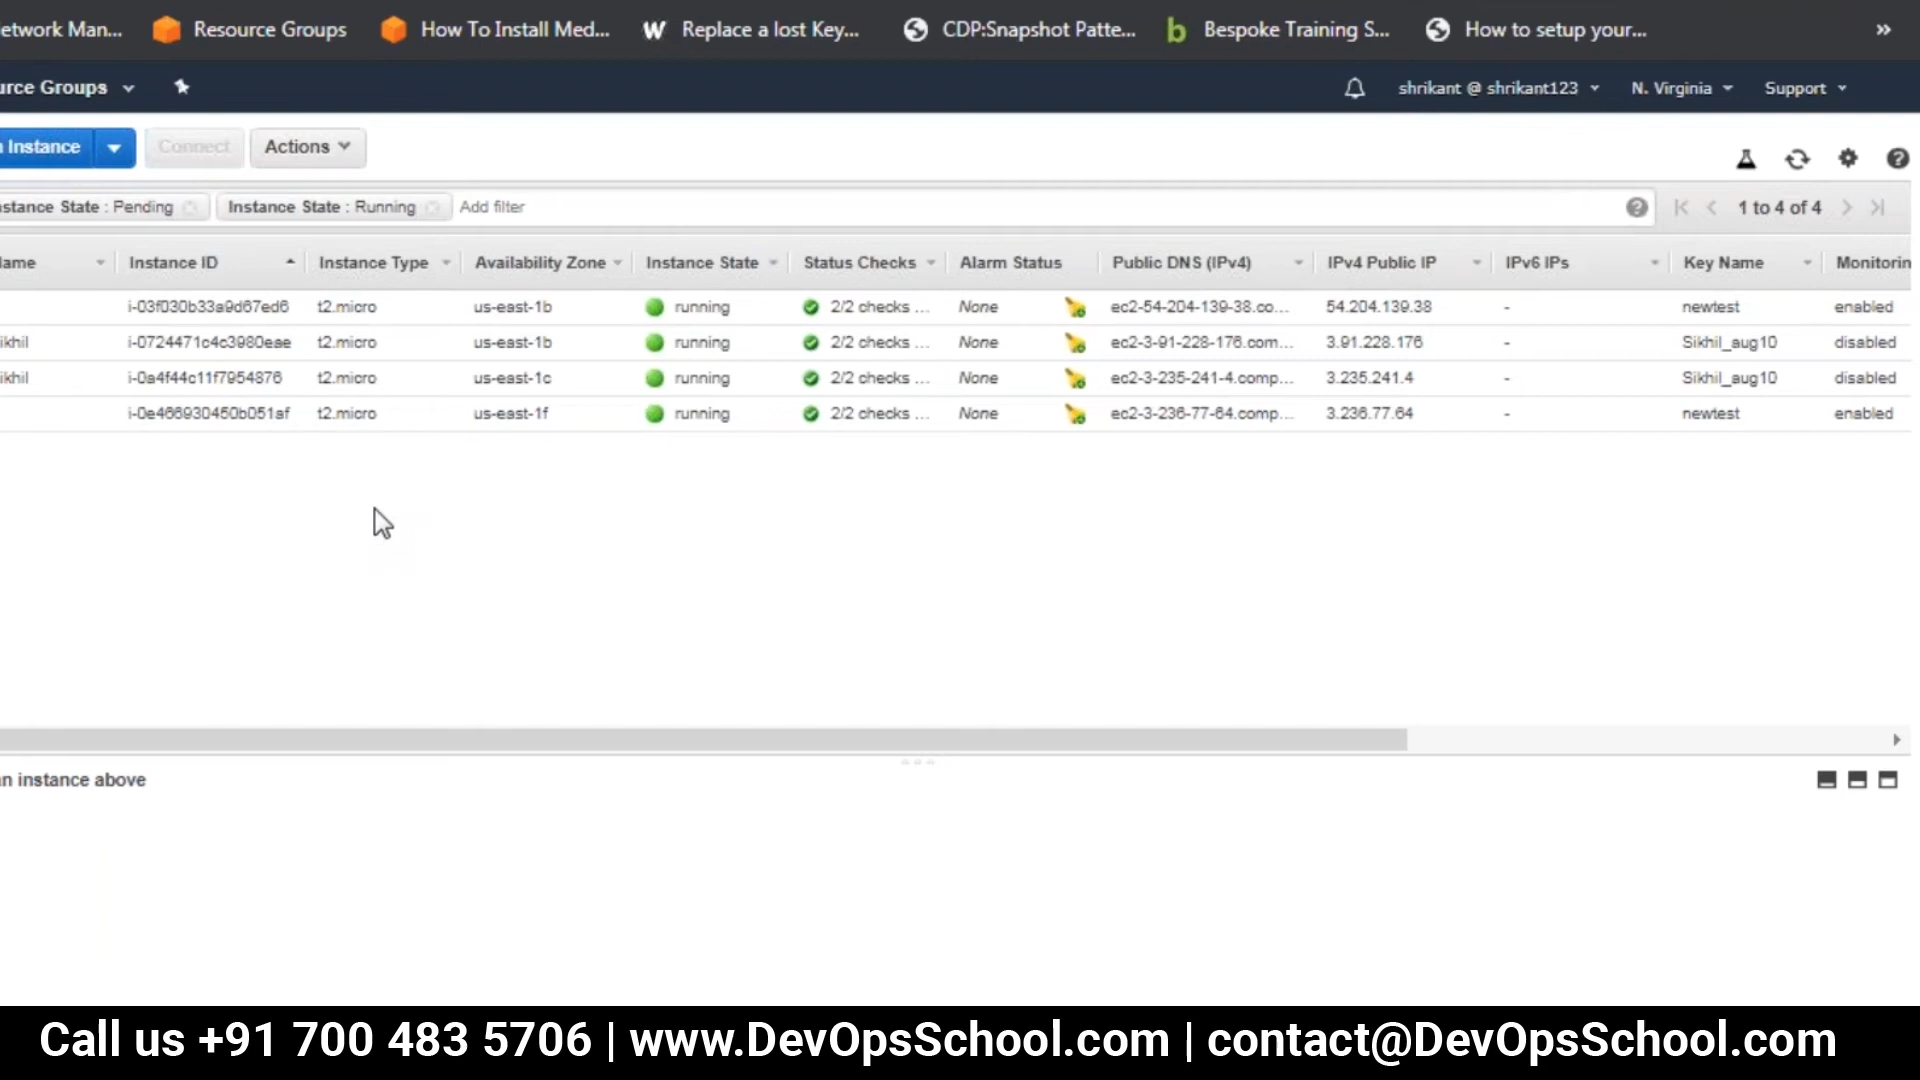 etwork Man... Resource Groups How To Install Med... Replace a lost Key... CDP:Snapshot Patte... Bespoke Training S... How to setup your... »
urce Groups shrikant @ shrikant123 N. Virginia Support
Instance Connect Actions
nstance State : Pending Instance State : Running Add filter 1 to 4 of 4
ame Instance ID Instance Type Availability Zone Instance State Status Checks Alarm Status Public DNS (IPv4) IPv4 Public IP IPv6 IPs Key Name Monitorin
i-03f030b33a9d67ed6 t2.micro us-east-1b running 2/2 checks ... None ec2-54-204-139-38.co... 54.204.139.38 - newtest enabled
ikhil i-0724471c4c3980eae t2.micro us-east-1b running 2/2 checks ... None ec2-3-91-228-176.com... 3.91.228.176 - Sikhil_aug10 disabled
ikhil i-0a4f44c11f7954876 t2.micro us-east-1c running 2/2 checks ... None ec2-3-235-241-4.comp... 3.235.241.4 - Sikhil_aug10 disabled
i-0e466930450b051af t2.micro us-east-1f running 2/2 checks ... None ec2-3-236-77-64.comp... 3.236.77.64 - newtest enabled
n instance above
Call us +91 700 483 5706 | www.DevOpsSchool.com | contact@DevOpsSchool.com